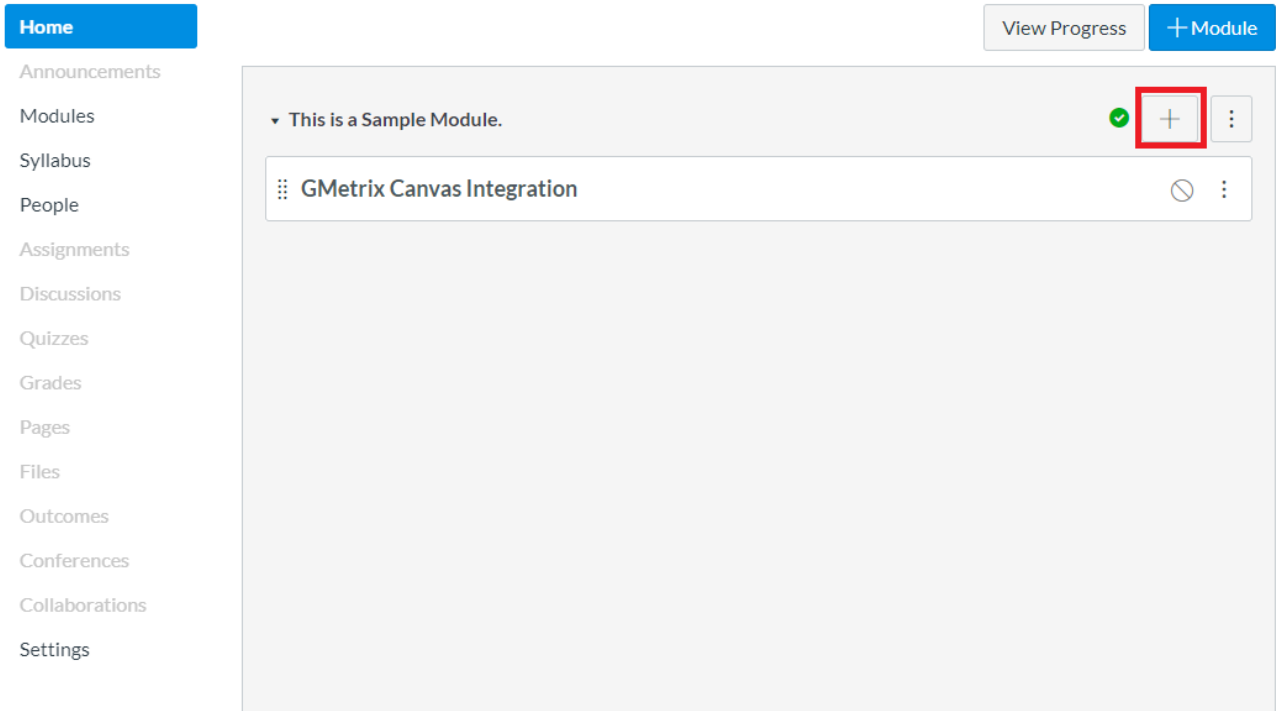 Home
View Progress
+Module
Announcements
Modules
This is a Sample Module.
Syllabus
GMetrix Canvas Integration
People
Assignments
Discussions
Quizzes
Grades
Pages
Files
Outcomes
Conferences
Collaborations
Settings